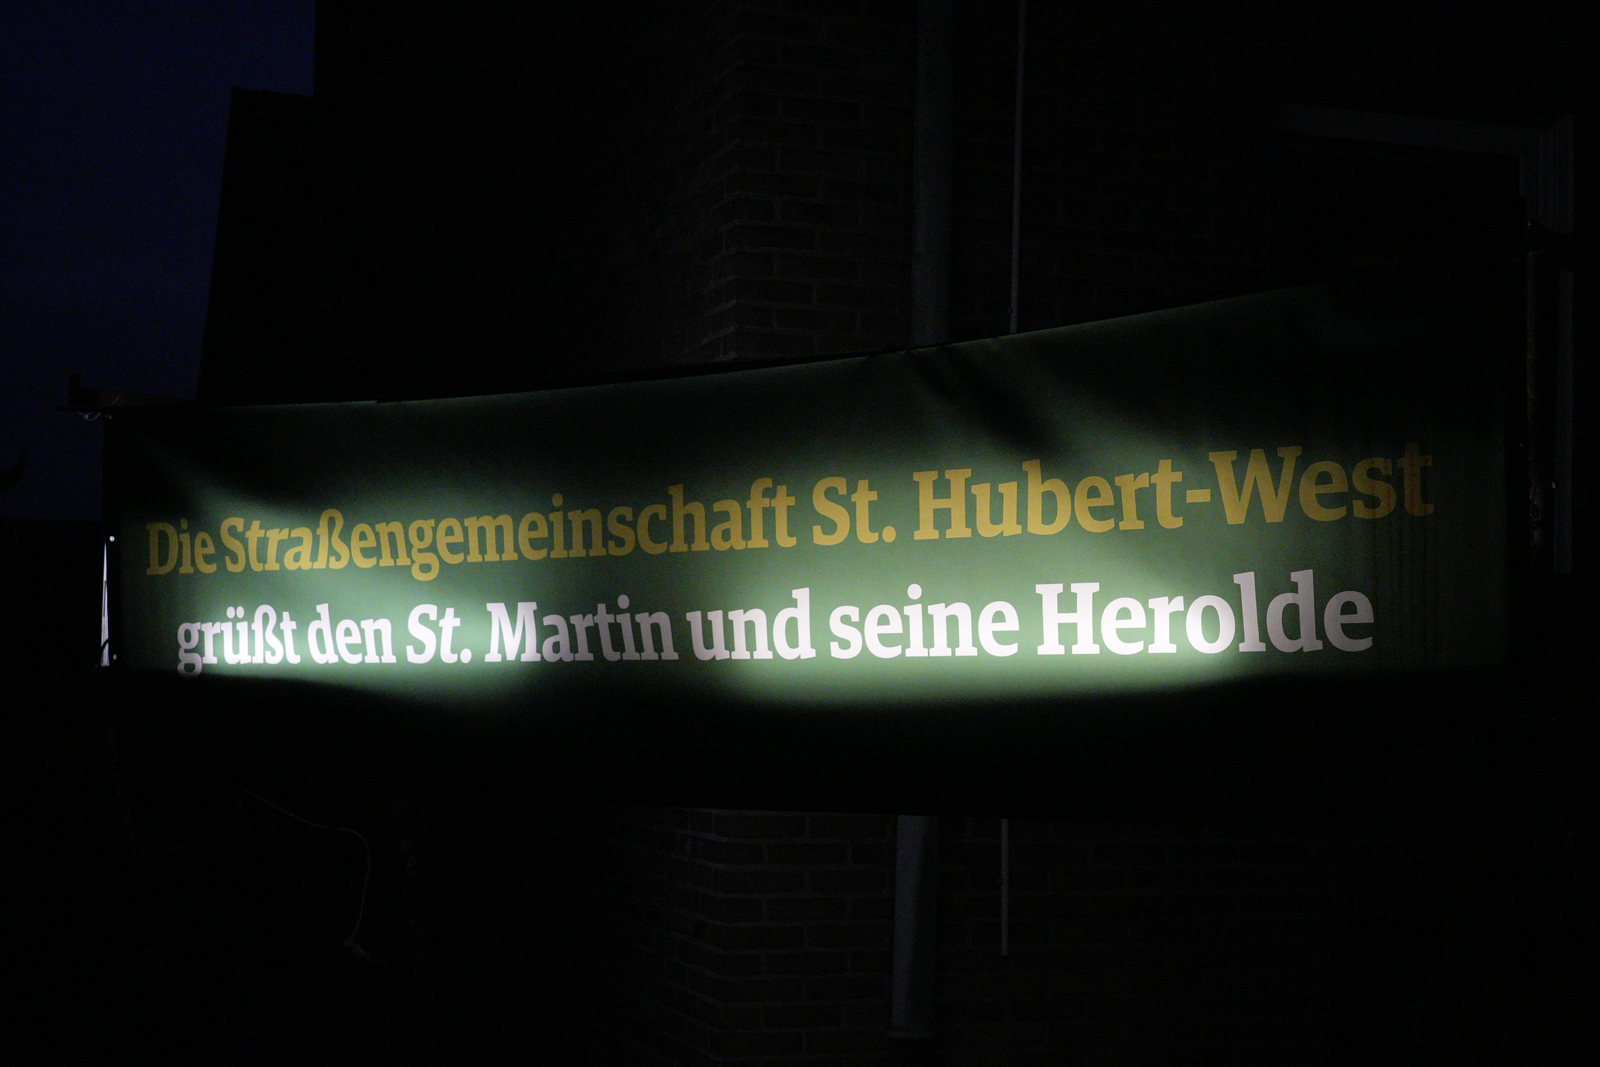 Die Straßengemeinschaft St. Hubert-West
grüßt den St. Martin und seine Herolde